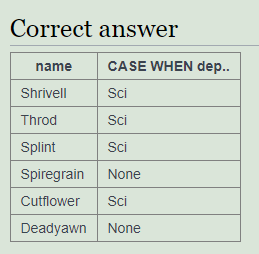 Correct answer
name CASE WHEN dep..
Shrivell Sci
Throd Sci
Splint Sci
Spiregrain None
Cutflower Sci
Deadyawn None